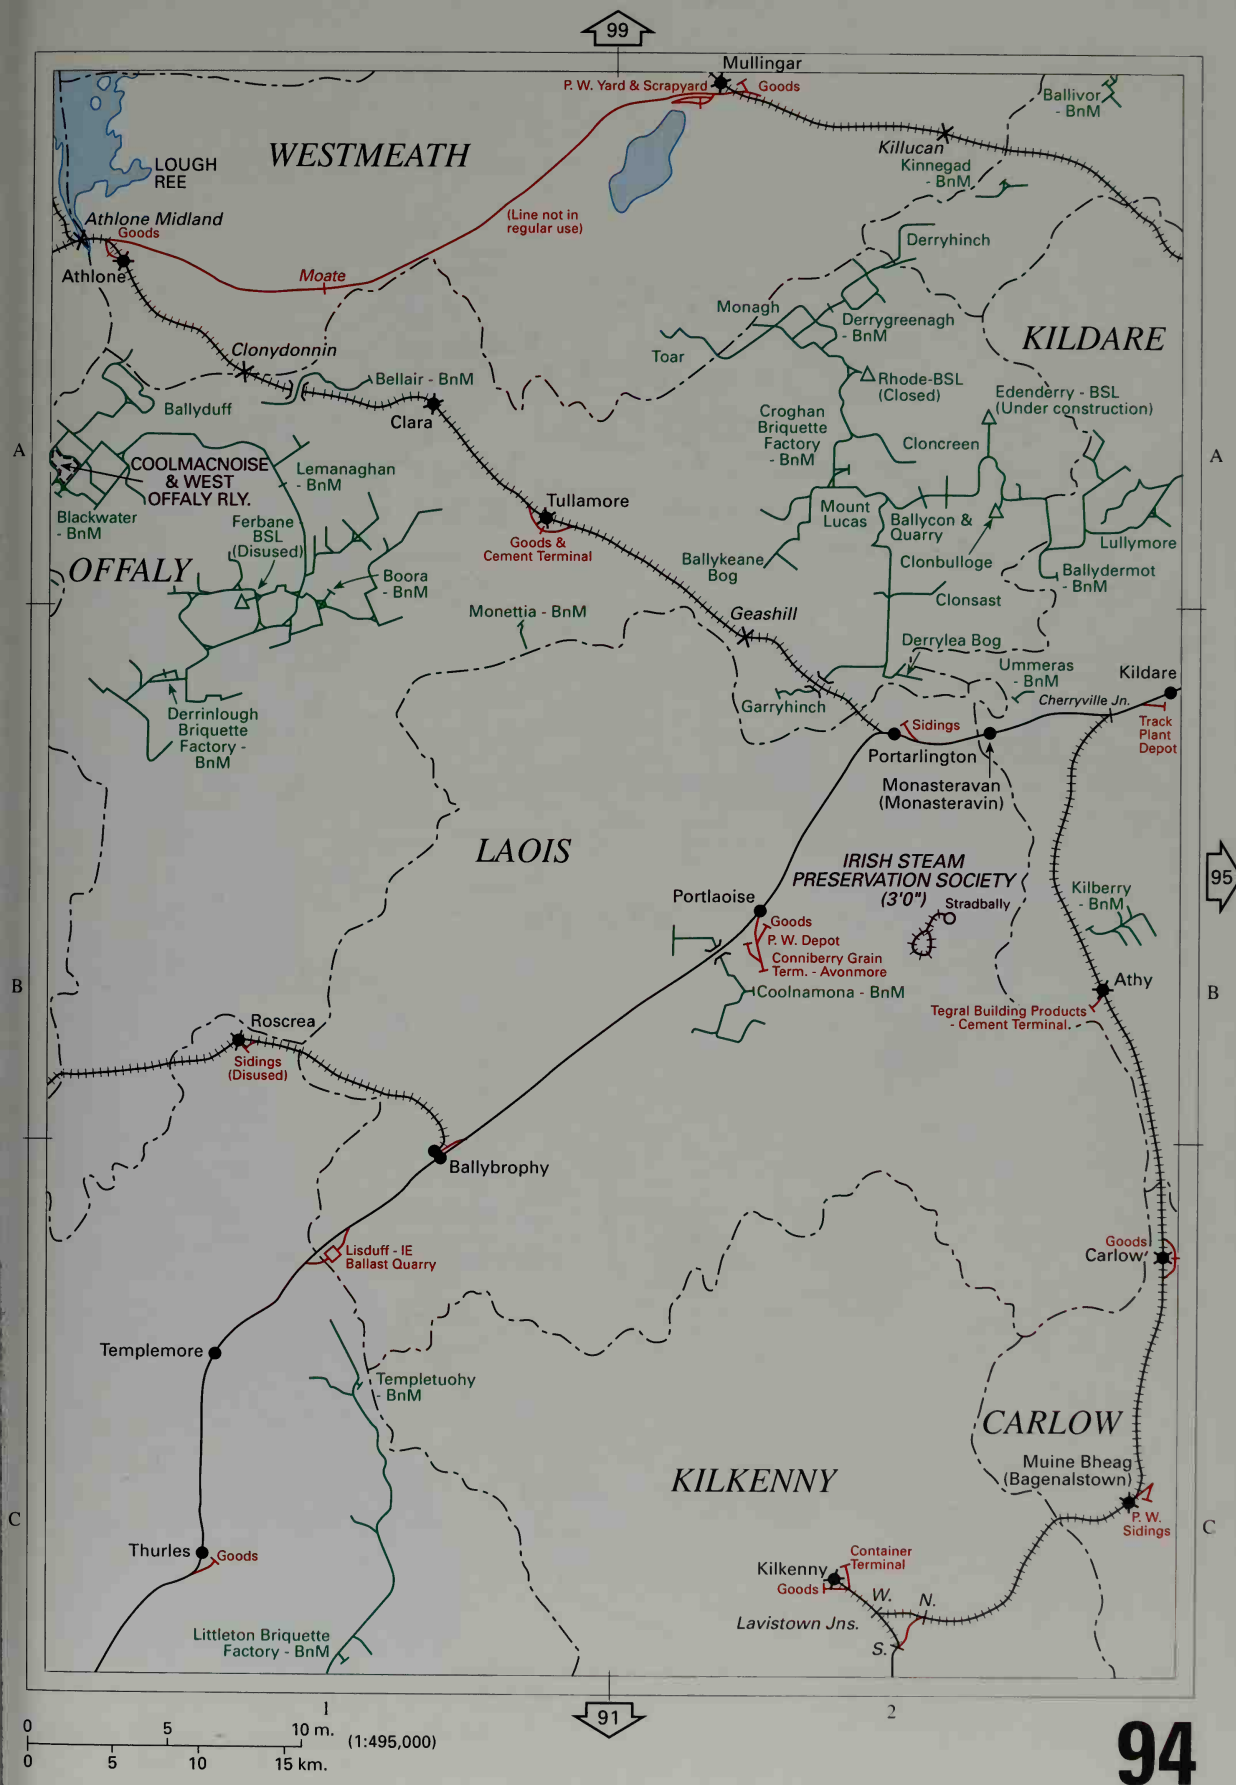 99
Mullingar
P. W. Yard & Scrapyard
Goods
Ballivor
- BnM
WESTMEATH
Killucan
Kinnegad
- BnM
LOUGH
REE
Athlone Midland
Goods
(Line not in
regular use)
Derryhinch
Athlone
Moate
Monagh
Derrygreenagh
- BnM
KILDARE
Toar
Clonydonnin
Bellair - BnM
Rhode-BSL
(Closed)
Edenderry - BSL
(Under construction)
Ballyduff
Clara
Croghan
Briquette
Factory
- BnM
Cloncreen
A
A
COOLMACNOISE
& WEST
OFFALY RLY.
Lemanaghan
- BnM
Tullamore
Mount
Lucas
Ballycon &
Quarry
Blackwater
- BnM
Ferbane
BSL
(Disused)
Goods &
Cement Terminal
Lullymore
Ballykeane
Bog
Clonbulloge
OFFALY
Boora
- BnM
Ballydermot
- BnM
Monettia - BnM
Geashill
Clonsast
Derrylea Bog
Ummeras
- BnM
Kildare
Cherryville Jn.
Garryhinch
Derrinlough
Briquette
Factory -
BnM
Sidings
Track
Plant
Depot
Portarlington
Monasteravan
(Monasteravin)
LAOIS
IRISH STEAM
PRESERVATION SOCIETY
(3'0")
Stradbally
95
Portlaoise
Kilberry
- BnM
Goods
P. W. Depot
Conniberry Grain
Term. - Avonmore
Coolnamona - BnM
Athy
B
B
Tegral Building Products
- Cement Terminal.
Roscrea
Sidings
(Disused)
Ballybrophy
Lisduff - IE
Ballast Quarry
Goods
Carlow
Templemore
Templetuohy
- BnM
CARLOW
Muine Bheag
(Bagenalstown)
KILKENNY
C
C
P. W.
Sidings
Thurles
Goods
Container
Terminal
Kilkenny
Goods
W.
N.
Lavistown Jns.
S.
Littleton Briquette
Factory - BnM
1
2
91
0 5 10 m.
(1:495,000)
0 5 10 15 km.
94